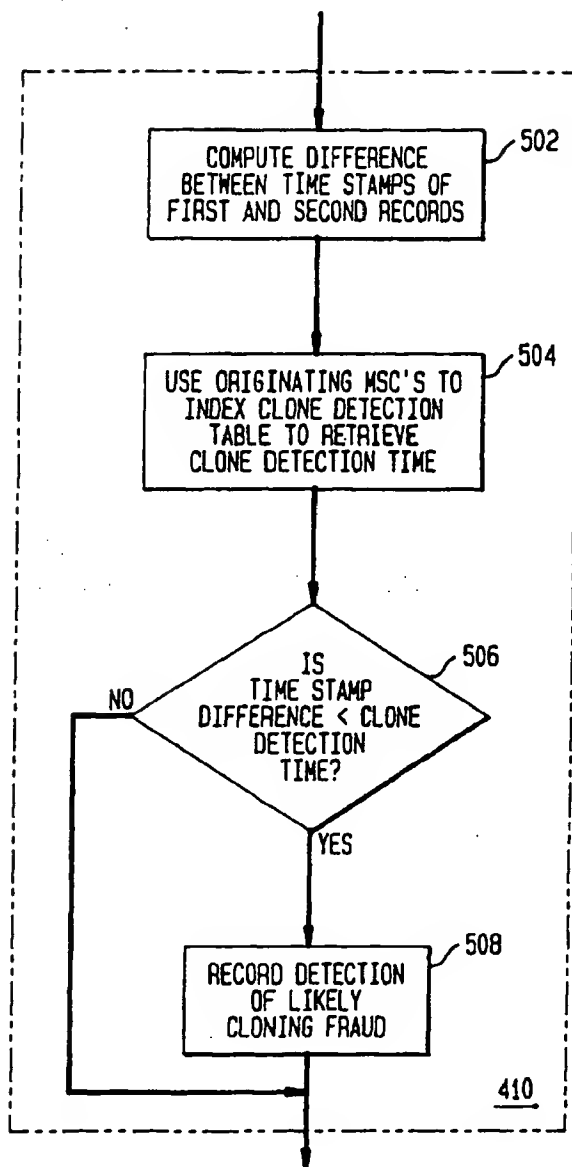 502
COMPUTE DIFFERENCE
BETWEEN TIME STAMPS OF
FIRST AND SECOND RECORDS
504
USE ORIGINATING MSC'S TO
INDEX CLONE DETECTION
TABLE TO RETRIEVE
CLONE DETECTION TIME
506
IS
TIME STAMP
DIFFERENCE < CLONE
DETECTION
TIME?
NO
YES
508
RECORD DETECTION
OF LIKELY
CLONING FRAUD
410